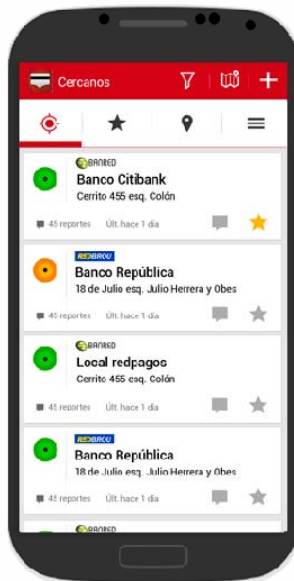 Cercanos
BANRED
Banco Citibank
Cerrito 455 esq. Colón
45 reportes Últ. hace 1 día
REDBROU
Banco República
18 de Julio esq. Julio Herrera y Obes
45 reportes Últ. hace 1 día
BANRED
Local redpagos
Cerrito 455 esq. Colón
45 reportes Últ. hace 1 día
REDBROU
Banco República
18 de Julio esq. Julio Herrera y Obes
45 reportes Últ. hace 1 día
BANRED